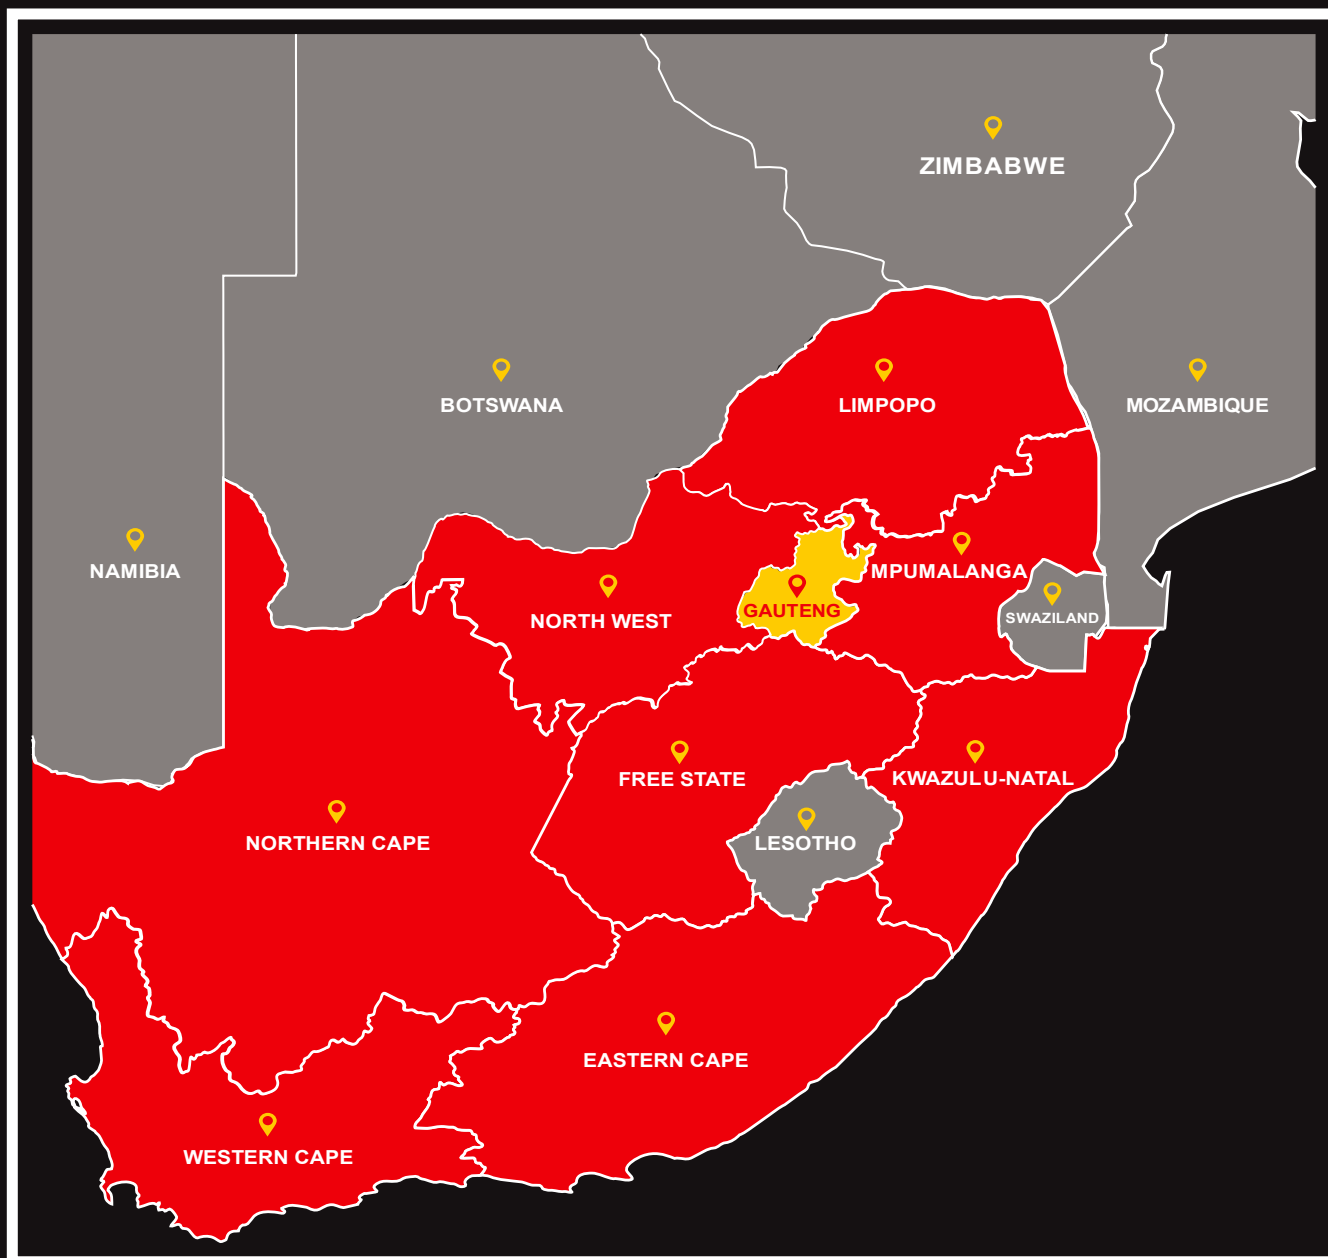 ZIMBABWE
BOTSWANA
LIMPOPO
MOZAMBIQUE
NAMIBIA
MPUMALANGA
NORTH WEST
GAUTENG
SWAZILAND
FREE STATE
KWAZULU-NATAL
NORTHERN CAPE
LESOTHO
EASTERN CAPE
WESTERN CAPE